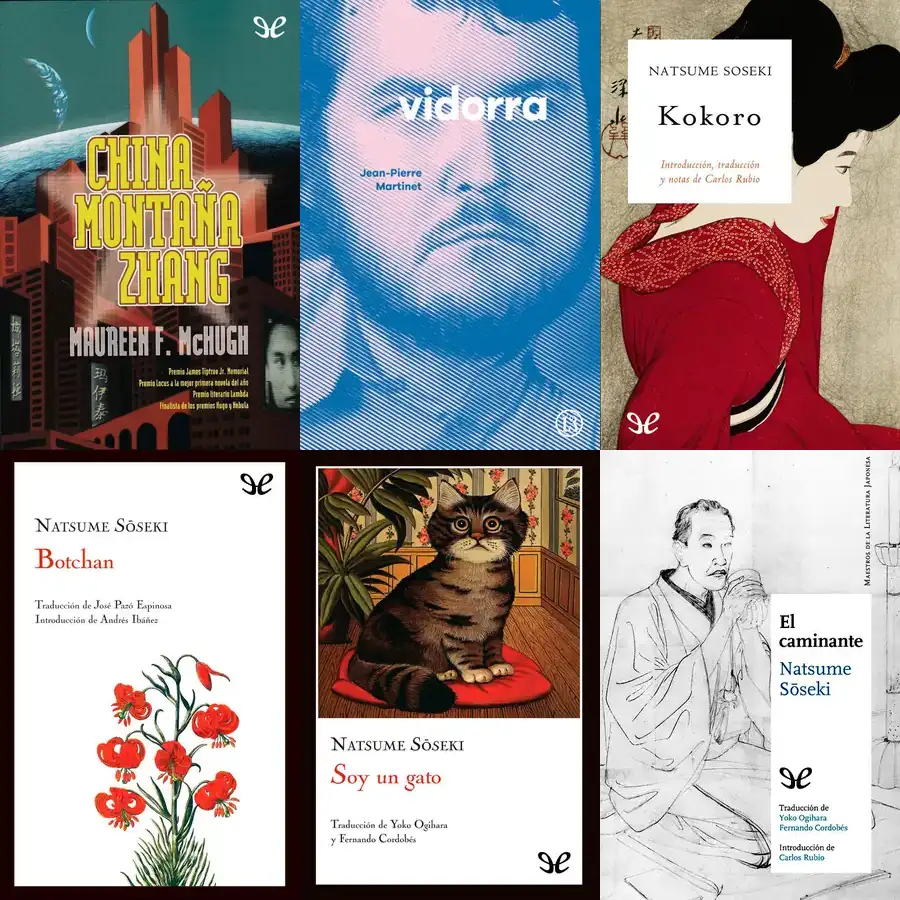 CHINA
MONTAÑA
ZHANG
MAUREEN F. McHUGH
Premio James Tiptree Jr. Memorial
Premio Locus a la mejor primera novela del año
Premio literario Lambda
Finalista de los premios Hugo y Nebula
vidorra
Jean-Pierre
Martinet
NATSUME SOSEKI
Kokoro
Introducción, traducción
y notas de Carlos Rubio
NATSUME SŌSEKI
Botchan
Traducción de José Pazó Espinosa
Introducción de Andrés Ibáñez
NATSUME SŌSEKI
Soy un gato
Traducción de Yoko Ogihara
y Fernando Cordobés
MAESTROS DE LA LITERATURA JAPONESA
El
caminante
Natsume
Sōseki
Traducción de
Yoko Ogihara
Fernando Cordobés
Introducción de
Carlos Rubio